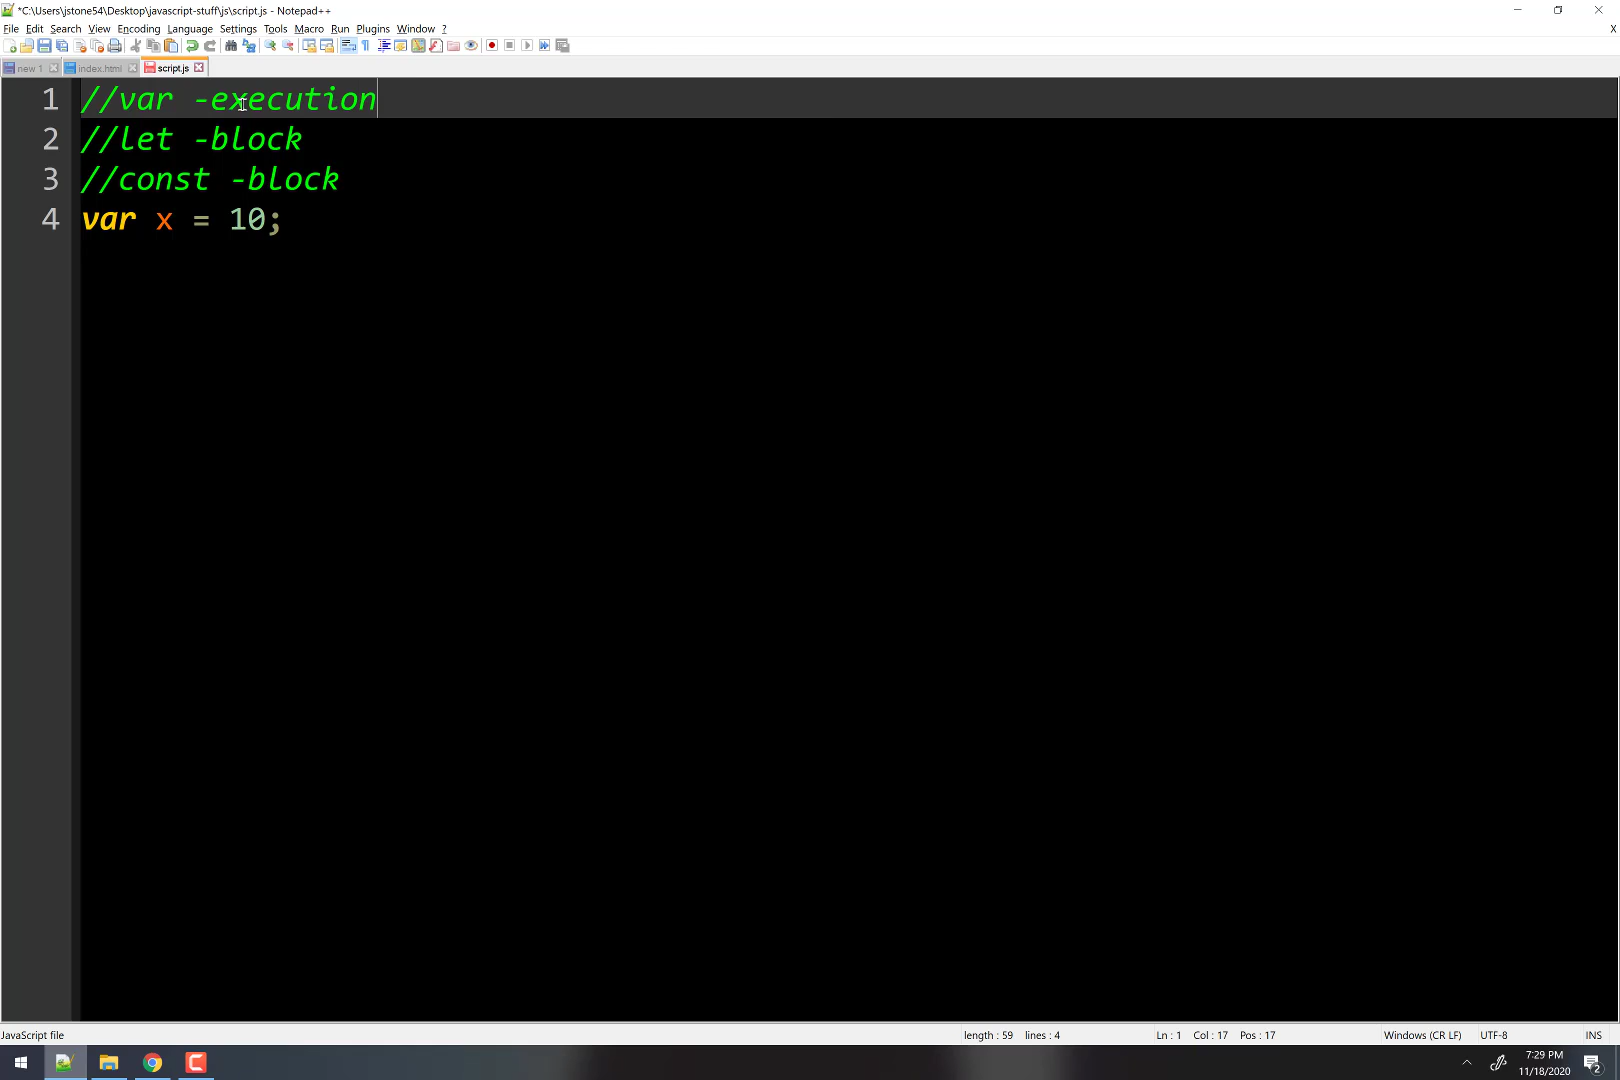 *C:\Users\jstone54\Desktop\javascript-stuff\js\script.js - Notepad++
File Edit Search View Encoding Language Settings Tools Macro Run Plugins Window ? X
new 1 index.html script.js
1 //var -execution
2 //let -block
3 //const -block
4 var x = 10;
JavaScript file length : 59 lines : 4 Ln : 1 Col : 17 Pos : 17 Windows (CR LF) UTF-8 INS
7:29 PM
11/18/2020
2